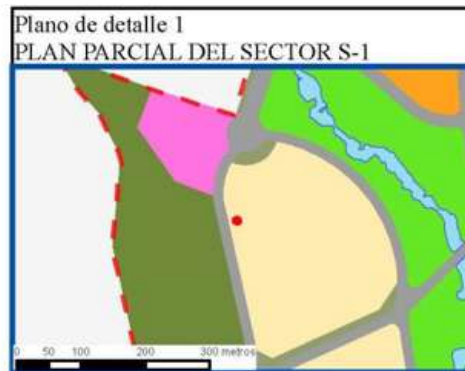 Plano de detalle 1
PLAN PARCIAL DEL SECTOR S-1
0 50 100 200 300 metros